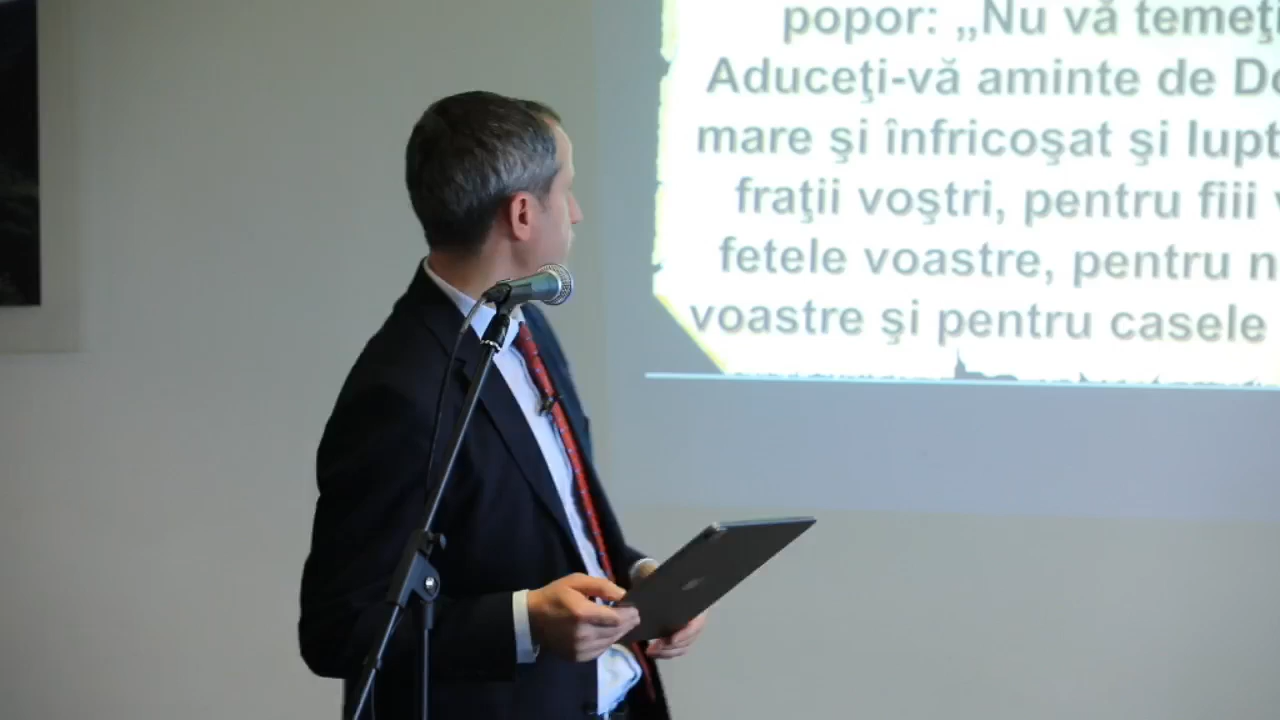 popor: „Nu vă temeţi
Aduceţi-vă aminte de Do
mare şi înfricoşat şi lupt
fraţii voştri, pentru fiii v
fetele voastre, pentru n
voastre şi pentru casele